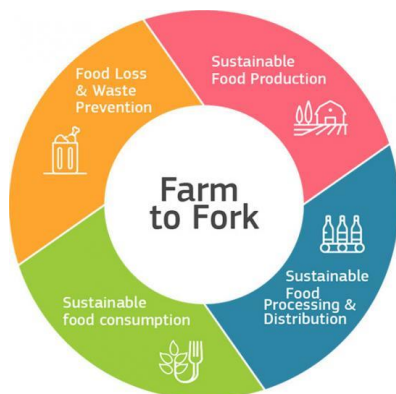 Farm
to Fork
Sustainable
Food Production
Sustainable
Food
Processing &
Distribution
Sustainable
food consumption
Food Loss
& Waste
Prevention